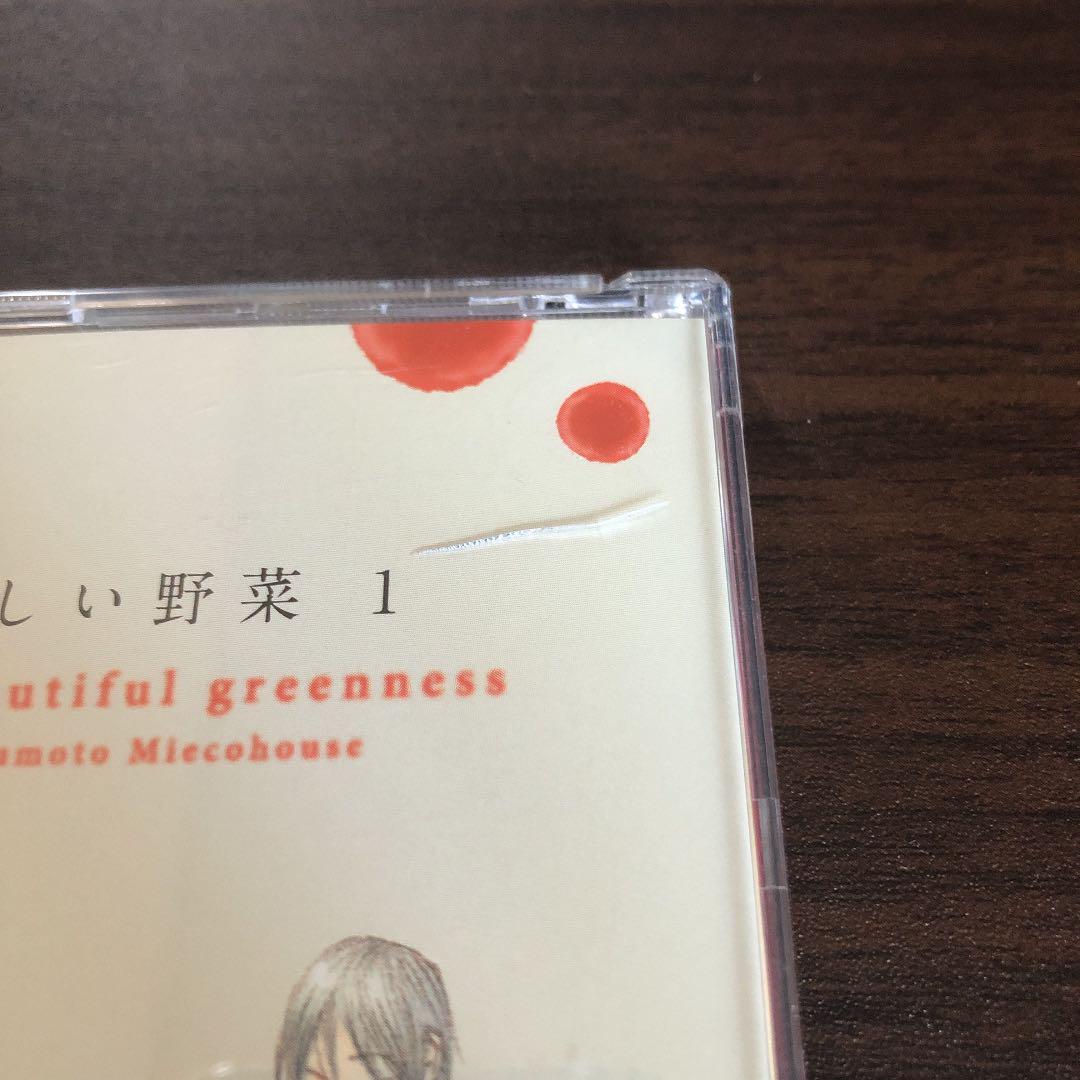 しい野菜 1
utiful greenness
umoto Miecohouse